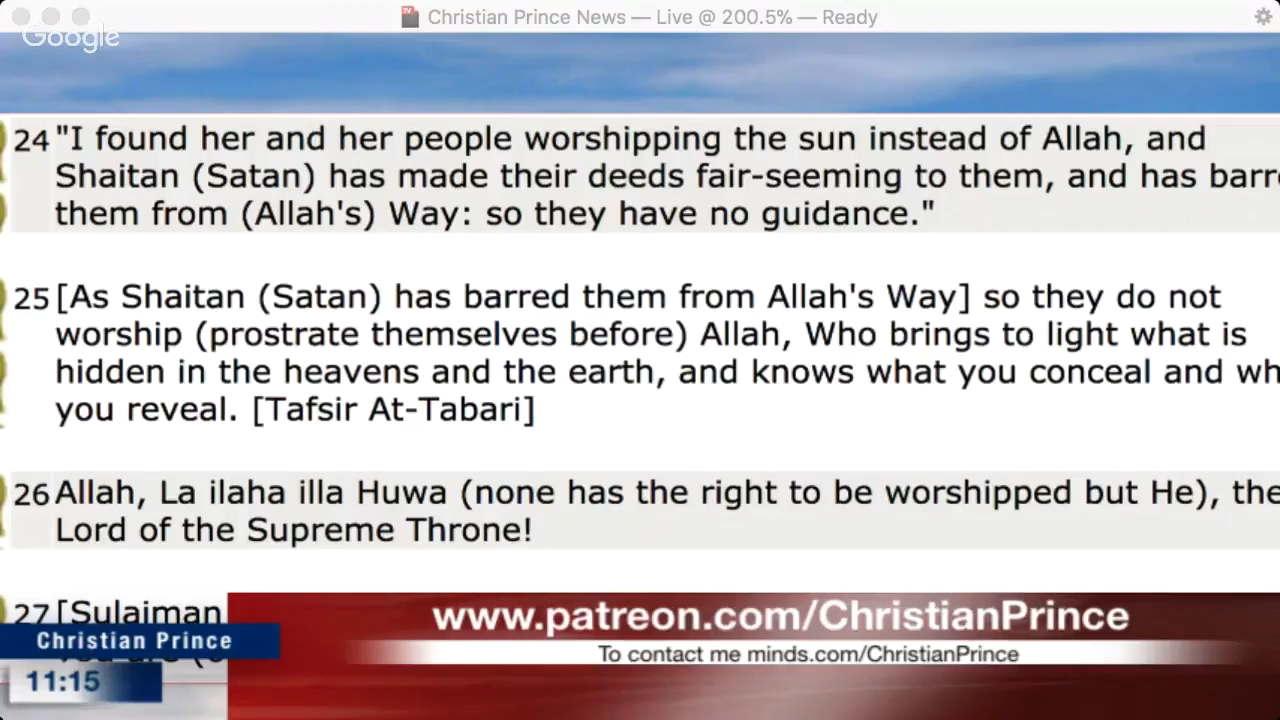 Christian Prince News — Live @ 200.5% — Ready
Google
24 "I found her and her people worshipping the sun instead of Allah, and
Shaitan (Satan) has made their deeds fair-seeming to them, and has barre
them from (Allah's) Way: so they have no guidance."
25 [As Shaitan (Satan) has barred them from Allah's Way] so they do not
worship (prostrate themselves before) Allah, Who brings to light what is
hidden in the heavens and the earth, and knows what you conceal and wh
you reveal. [Tafsir At-Tabari]
26 Allah, La ilaha illa Huwa (none has the right to be worshipped but He), the
Lord of the Supreme Throne!
27 [Sulaiman
www.patreon.com/ChristianPrince
Christian Prince
To contact me minds.com/ChristianPrince
11:15